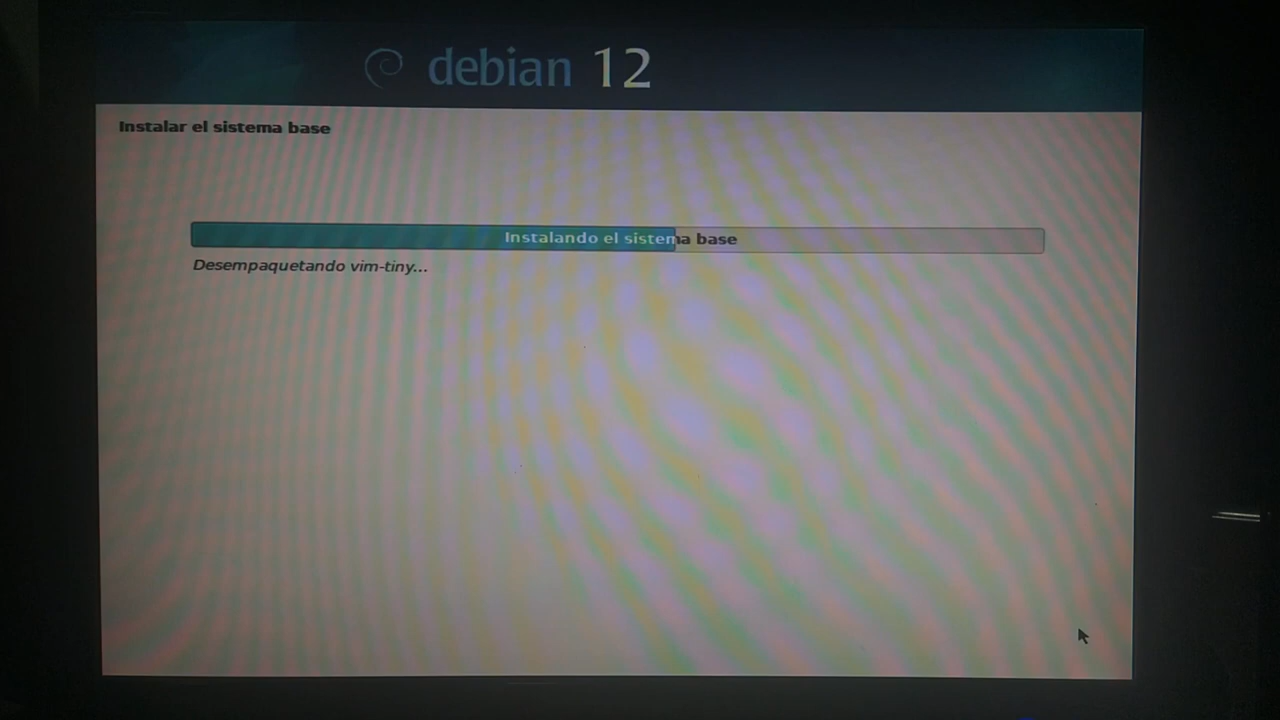 debian 12
Instalar el sistema base
Instalando el sistema base
Desempaquetando vim-tiny...